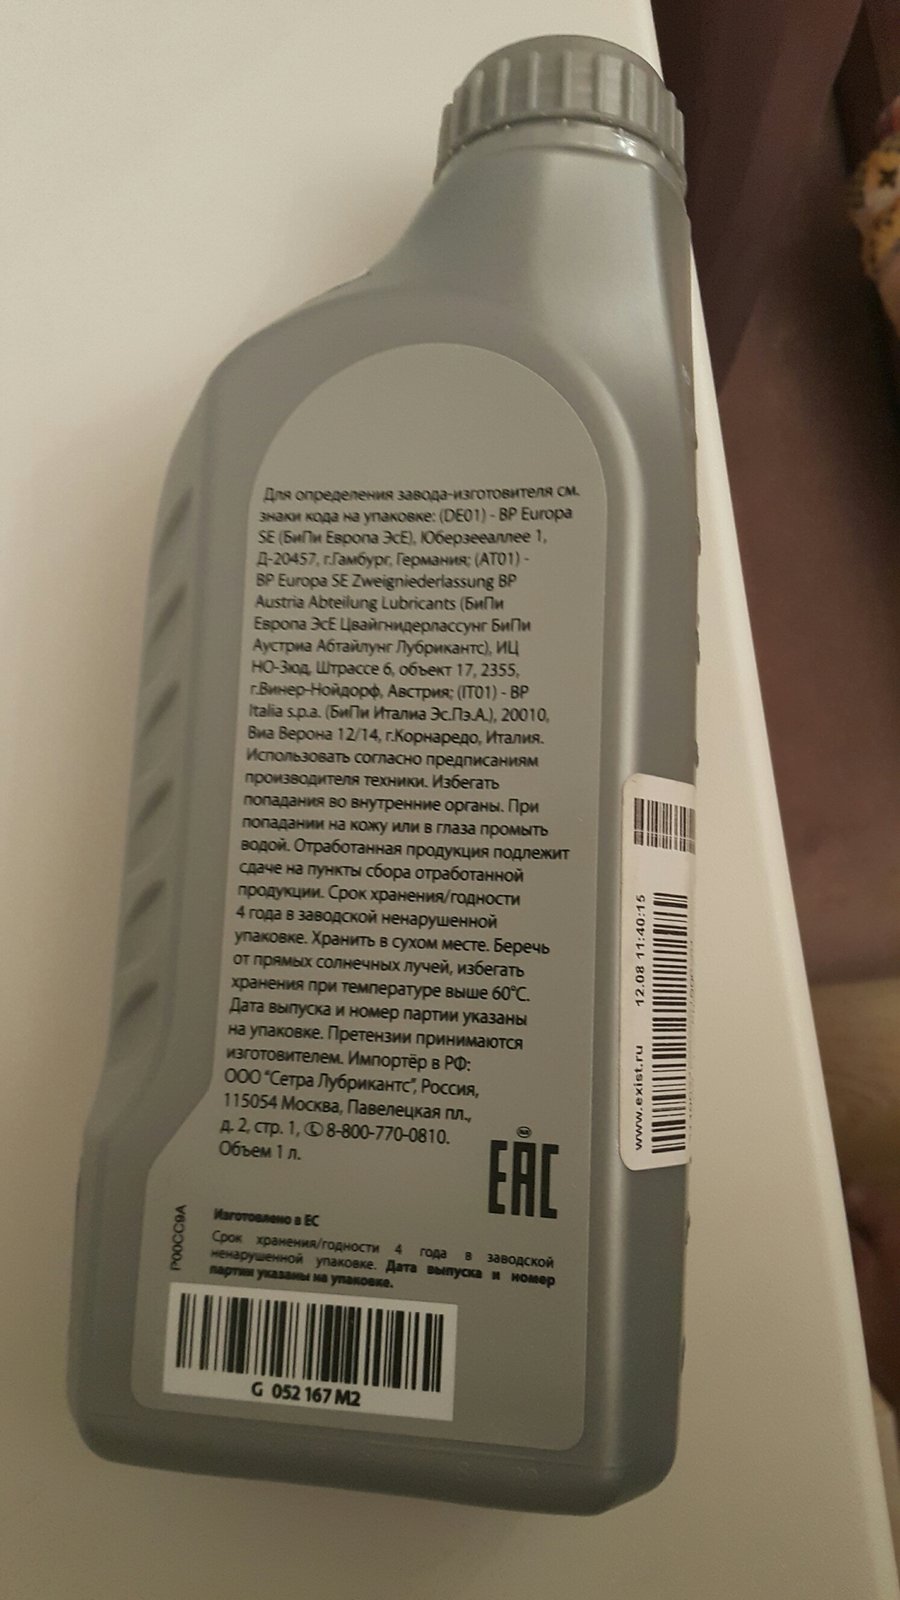 Для определения завода-изготовителя см.
знаки кода на упаковке: (DE01) - BP Europa
SE (БиПи Европа ЭсЕ), Юберзееаллее 1,
Д-20457, г.Гамбург, Германия; (AT01) -
BP Europa SE Zweigniederlassung BP
Austria Abteilung Lubricants (БиПи
Европа ЭсЕ Цвайгнидерлассунг БиПи
Аустриа Абтайлунг Лубрикантс), ИЦ
НО-Зюд, Штрассе 6, объект 17, 2355,
г.Винер-Нойдорф, Австрия; (IT01) - BP
Italia s.p.a. (БиПи Италиа Эс.Пэ.А.), 20010,
Виа Верона 12/14, г.Корнаредо, Италия.
Использовать согласно предписаниям
производителя техники. Избегать
попадания во внутренние органы. При
попадании на кожу или в глаза промыть
водой. Отработанная продукция подлежит
сдаче на пункты сбора отработанной
продукции. Срок хранения/годности
4 года в заводской ненарушенной
упаковке. Хранить в сухом месте. Беречь
от прямых солнечных лучей, избегать
хранения при температуре выше 60°C.
Дата выпуска и номер партии указаны
на упаковке. Претензии принимаются
изготовителем. Импортёр в РФ:
ООО "Сетра Лубрикантс", Россия,
115054 Москва, Павелецкая пл.,
д. 2, стр. 1, 8-800-770-0810.
Объем 1 л.
EAC
Изготовлено в ЕС
Срок хранения/годности 4 года в заводской
ненарушенной упаковке. Дата выпуска и номер
партии указаны на упаковке.
P00CC9A
G 052 167 M2
www.exist.ru 12.08 11:40:15